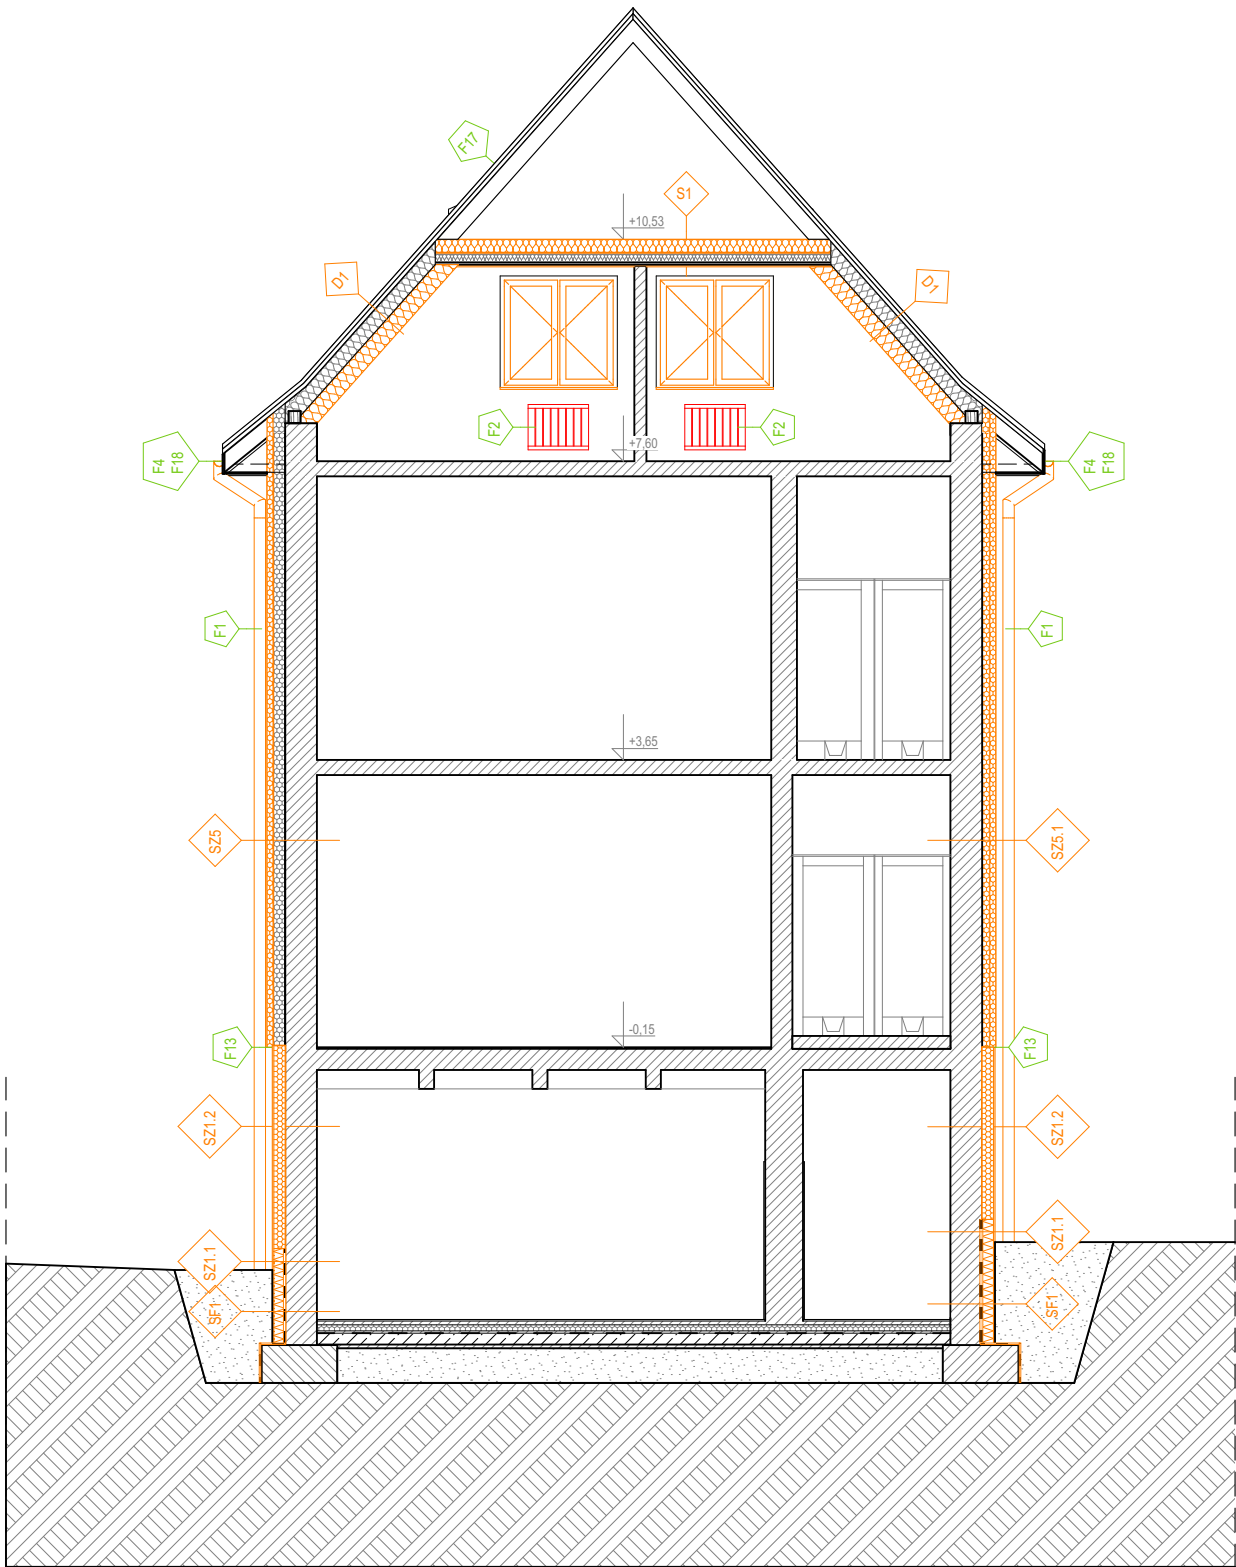 F17
S1
+10,53
D1
D1
F2
F2
+7,60
F4
F18
F4
F18
F1
F1
+3,65
SZ5
SZ5.1
-0,15
F13
F13
SZ1.2
SZ1.2
SZ1.1
SZ1.1
SF1
SF1